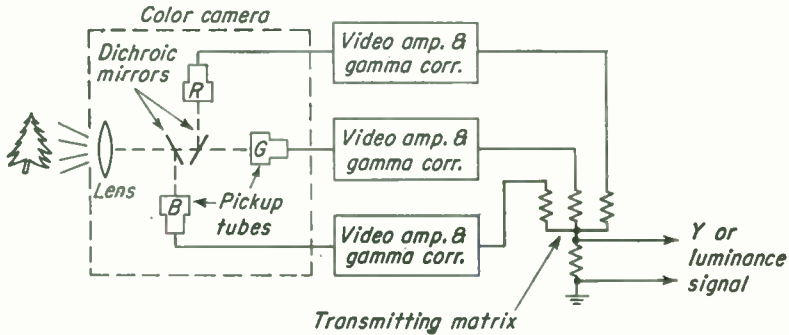 Color camera
Dichroic
mirrors
R
Video amp. &
gamma corr.
G
Video amp. &
gamma corr.
Lens
B
Pickup
tubes
Video amp. &
gamma corr.
Y or
luminance
signal
Transmitting matrix